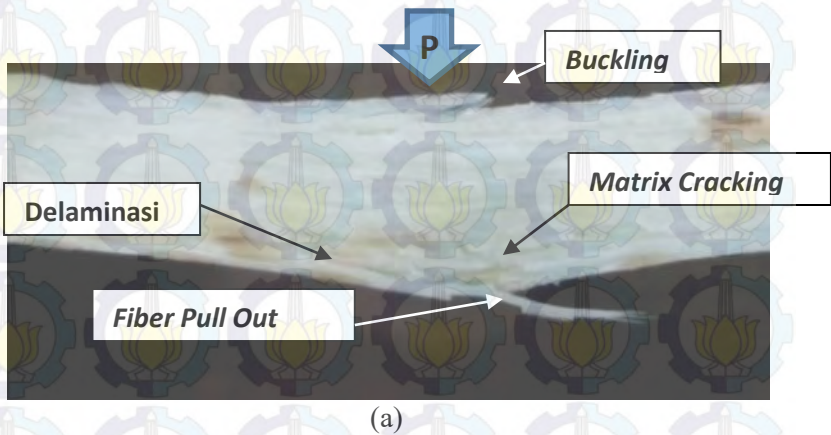 P
Buckling
Matrix Cracking
Delaminasi
Fiber Pull Out
(a)